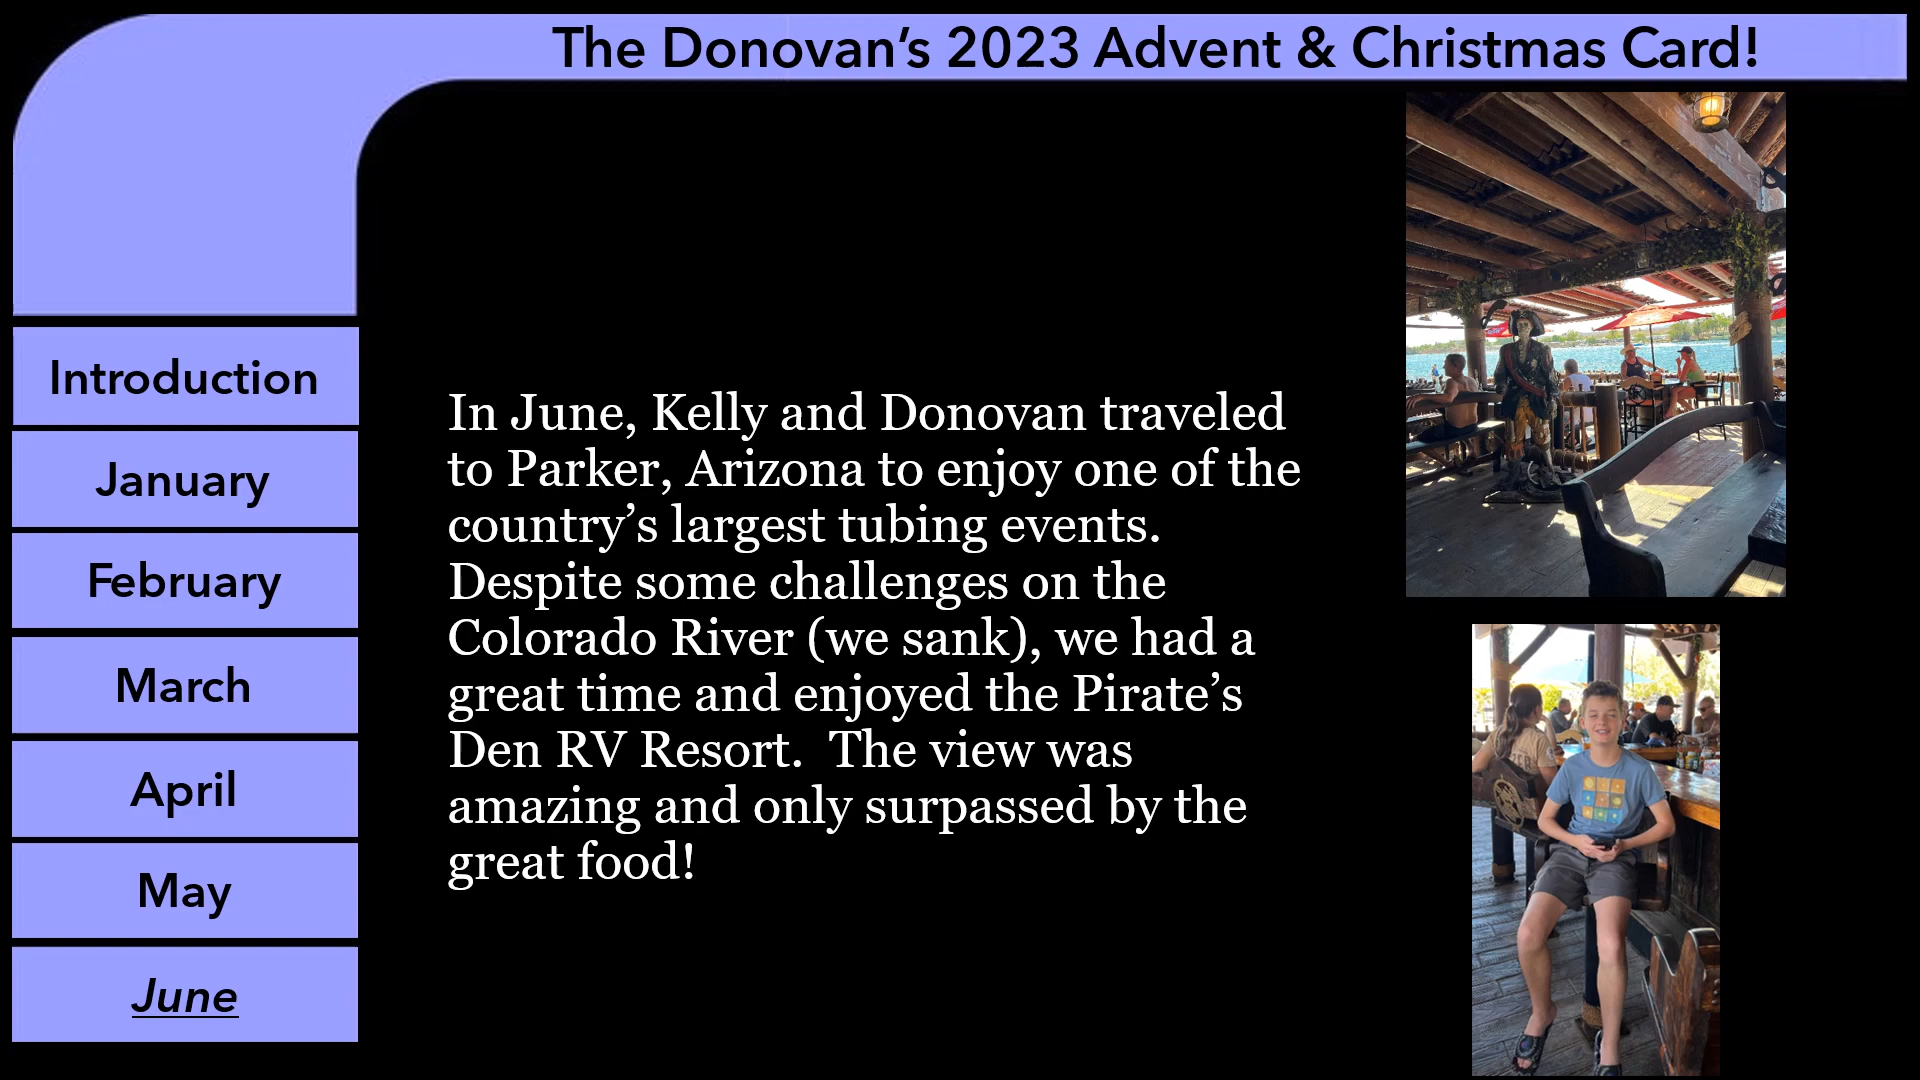 The Donovan’s 2023 Advent & Christmas Card!
Introduction
January
February
March
April
May
June
In June, Kelly and Donovan traveled
to Parker, Arizona to enjoy one of the
country’s largest tubing events.
Despite some challenges on the
Colorado River (we sank), we had a
great time and enjoyed the Pirate’s
Den RV Resort.  The view was
amazing and only surpassed by the
great food!